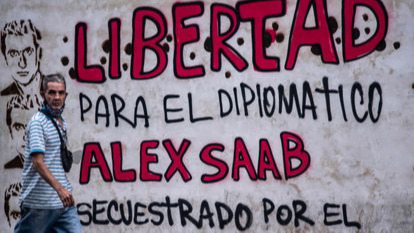 LIBERTAD
PARA EL DIPLOMATICO
ALEX SAAB
SECUESTRADO POR EL